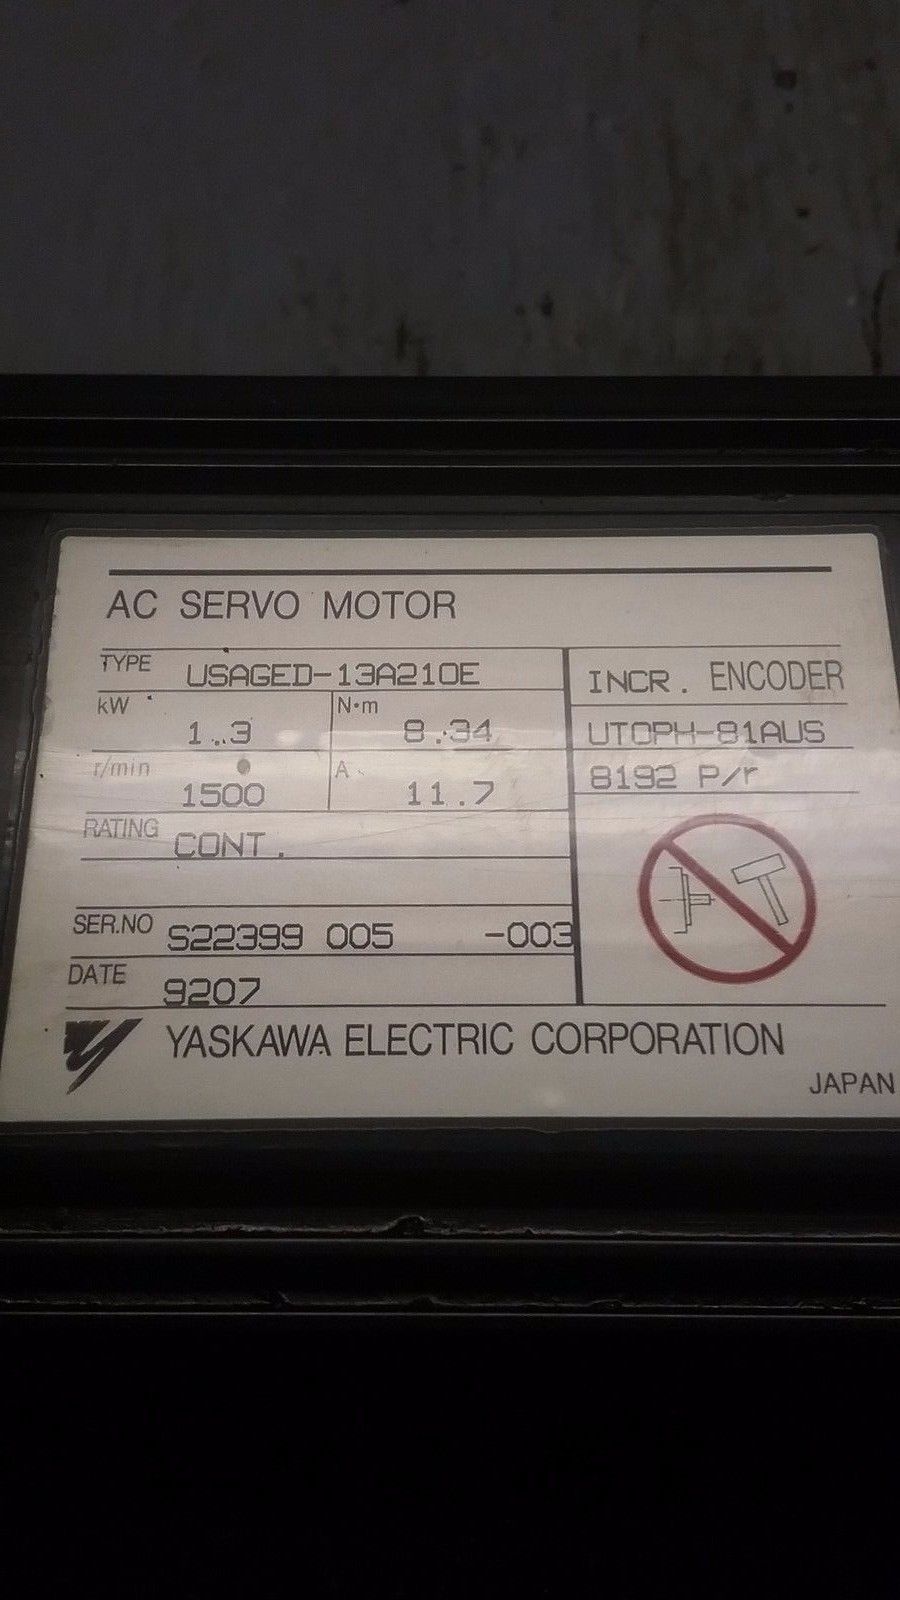 AC SERVO MOTOR
TYPE USAGED-13A210E
kW 1.3 N·m 8.34
r/min 1500 A 11.7
RATING CONT.
SER.NO S22399 005 -003
DATE 9207
INCR. ENCODER
UTOPH-81AUS
8192 P/r
YASKAWA ELECTRIC CORPORATION
JAPAN